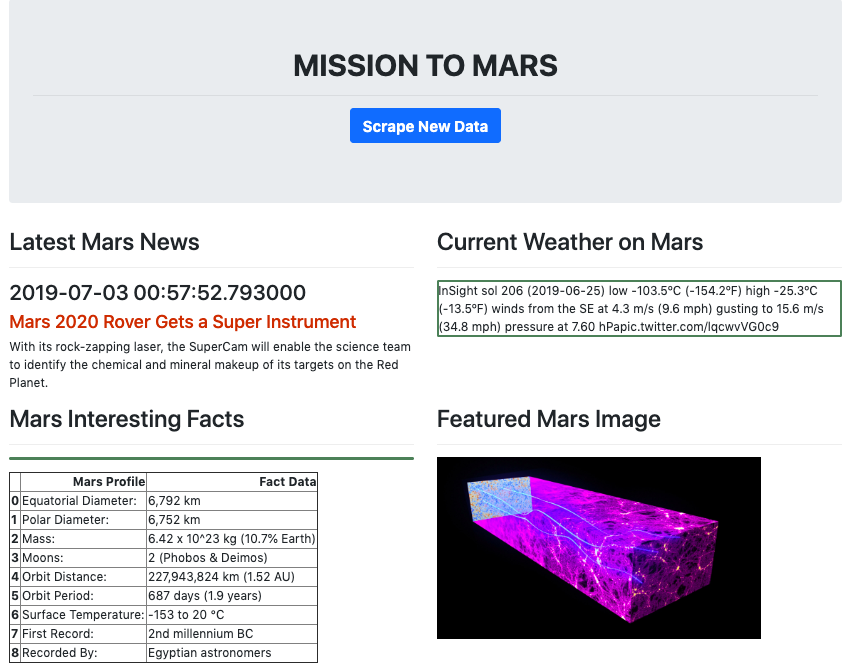 MISSION TO MARS
Scrape New Data
Latest Mars News
2019-07-03 00:57:52.793000
Mars 2020 Rover Gets a Super Instrument
With its rock-zapping laser, the SuperCam will enable the science team
to identify the chemical and mineral makeup of its targets on the Red
Planet.
Current Weather on Mars
InSight sol 206 (2019-06-25) low -103.5ºC (-154.2ºF) high -25.3ºC
(-13.5ºF) winds from the SE at 4.3 m/s (9.6 mph) gusting to 15.6 m/s
(34.8 mph) pressure at 7.60 hPapic.twitter.com/lqcwvVG0c9
Mars Interesting Facts
Mars Profile Fact Data
0 Equatorial Diameter: 6,792 km
1 Polar Diameter: 6,752 km
2 Mass: 6.42 x 10^23 kg (10.7% Earth)
3 Moons: 2 (Phobos & Deimos)
4 Orbit Distance: 227,943,824 km (1.52 AU)
5 Orbit Period: 687 days (1.9 years)
6 Surface Temperature: -153 to 20 °C
7 First Record: 2nd millennium BC
8 Recorded By: Egyptian astronomers
Featured Mars Image